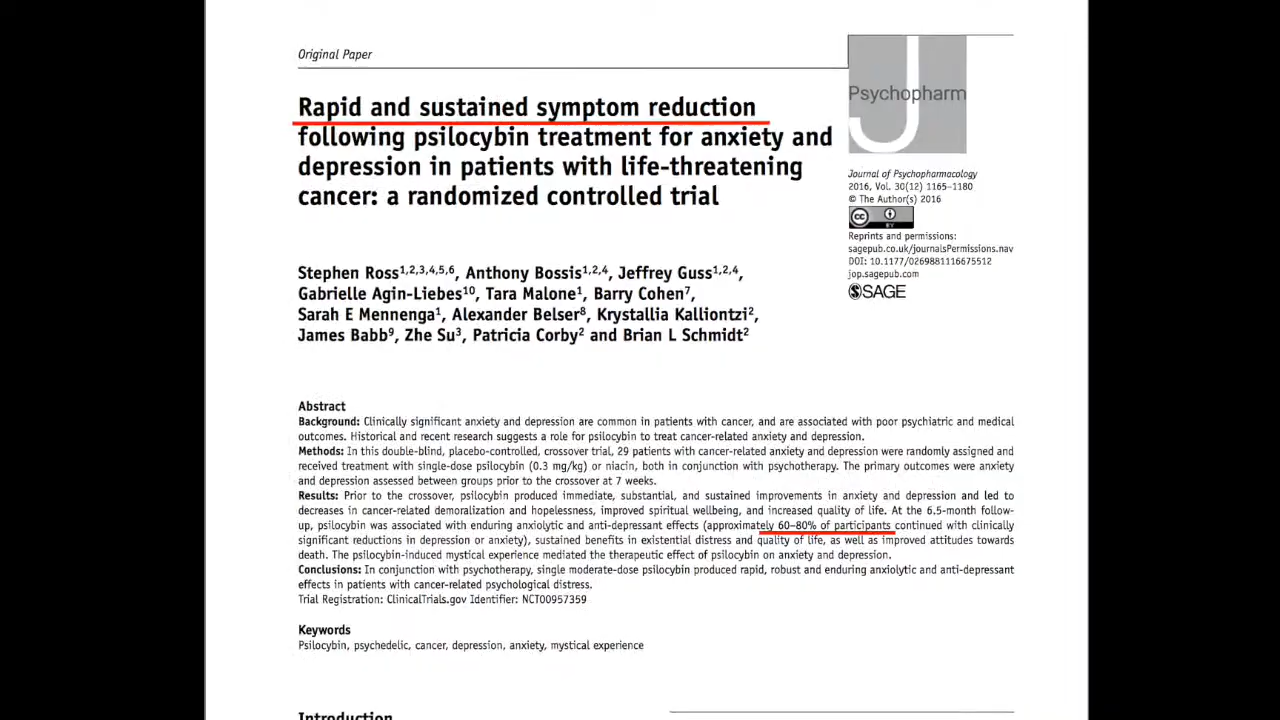 Original Paper
Rapid and sustained symptom reduction
following psilocybin treatment for anxiety and
depression in patients with life-threatening
cancer: a randomized controlled trial
J
Psychopharm
Journal of Psychopharmacology
2016, Vol. 30(12) 1165–1180
© The Author(s) 2016
cc BY
Reprints and permissions:
sagepub.co.uk/journalsPermissions.nav
DOI: 10.1177/0269881116675512
jop.sagepub.com
SAGE
Stephen Ross1,2,3,4,5,6, Anthony Bossis1,2,4, Jeffrey Guss1,2,4,
Gabrielle Agin-Liebes10, Tara Malone1, Barry Cohen7,
Sarah E Mennenga1, Alexander Belser8, Krystallia Kalliontzi2,
James Babb9, Zhe Su3, Patricia Corby2 and Brian L Schmidt2
Abstract
Background: Clinically significant anxiety and depression are common in patients with cancer, and are associated with poor psychiatric and medical
outcomes. Historical and recent research suggests a role for psilocybin to treat cancer-related anxiety and depression.
Methods: In this double-blind, placebo-controlled, crossover trial, 29 patients with cancer-related anxiety and depression were randomly assigned and
received treatment with single-dose psilocybin (0.3 mg/kg) or niacin, both in conjunction with psychotherapy. The primary outcomes were anxiety
and depression assessed between groups prior to the crossover at 7 weeks.
Results: Prior to the crossover, psilocybin produced immediate, substantial, and sustained improvements in anxiety and depression and led to
decreases in cancer-related demoralization and hopelessness, improved spiritual wellbeing, and increased quality of life. At the 6.5-month follow-
up, psilocybin was associated with enduring anxiolytic and anti-depressant effects (approximately 60–80% of participants continued with clinically
significant reductions in depression or anxiety), sustained benefits in existential distress and quality of life, as well as improved attitudes towards
death. The psilocybin-induced mystical experience mediated the therapeutic effect of psilocybin on anxiety and depression.
Conclusions: In conjunction with psychotherapy, single moderate-dose psilocybin produced rapid, robust and enduring anxiolytic and anti-depressant
effects in patients with cancer-related psychological distress.
Trial Registration: ClinicalTrials.gov Identifier: NCT00957359
Keywords
Psilocybin, psychedelic, cancer, depression, anxiety, mystical experience
Introduction